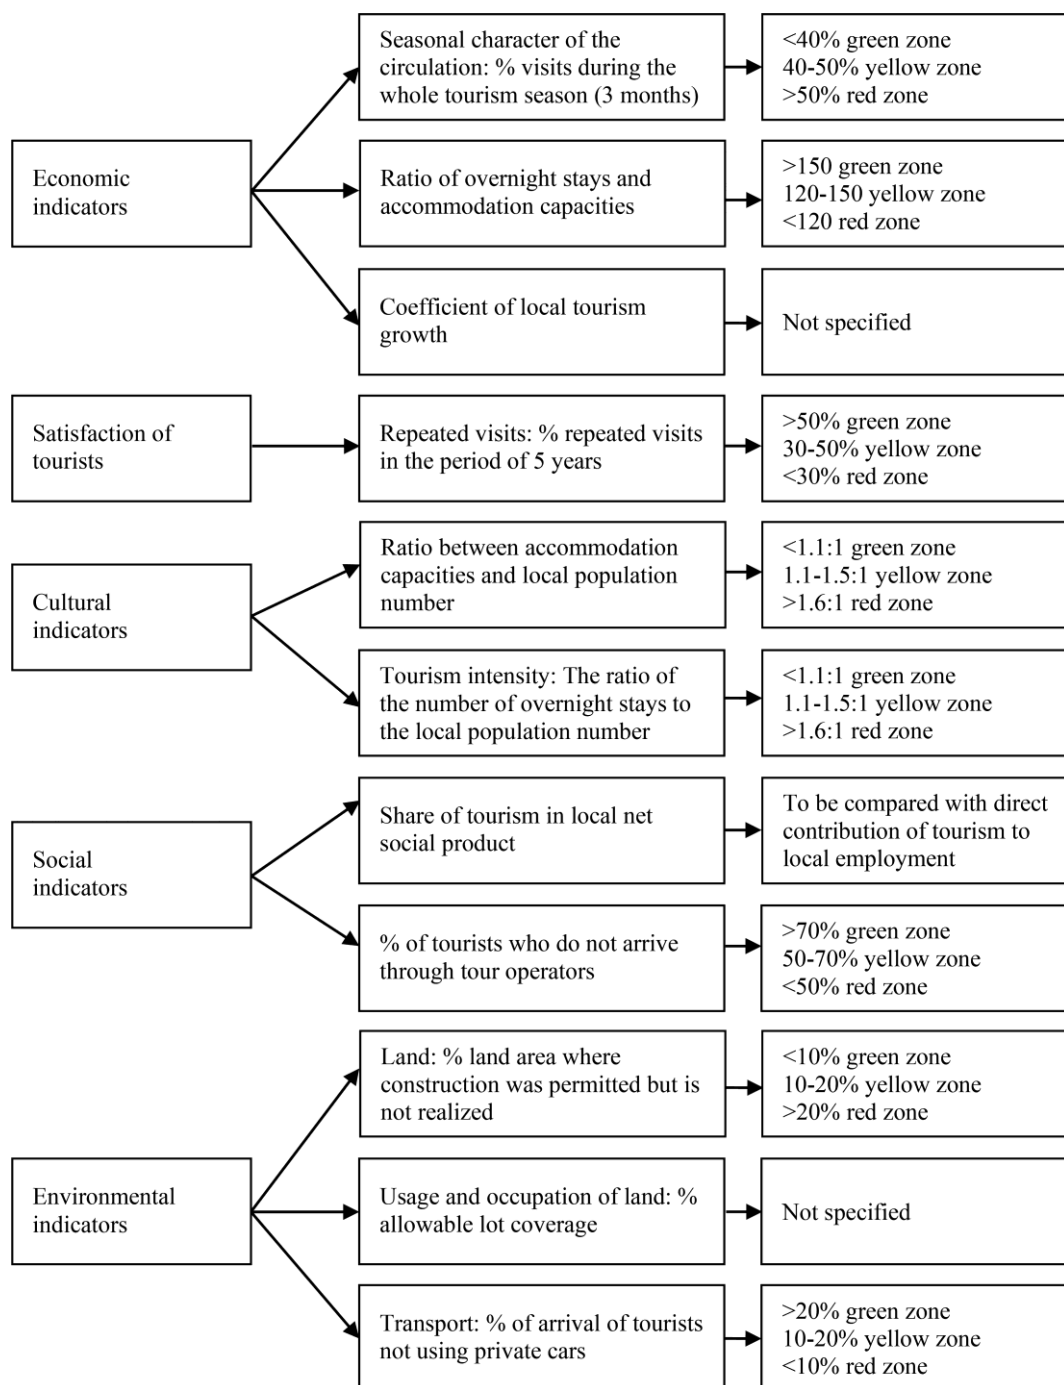 Economic
indicators
Seasonal character of the
circulation: % visits during the
whole tourism season (3 months)
<40% green zone
40-50% yellow zone
>50% red zone
Ratio of overnight stays and
accommodation capacities
>150 green zone
120-150 yellow zone
<120 red zone
Coefficient of local tourism
growth
Not specified
Satisfaction of
tourists
Repeated visits: % repeated visits
in the period of 5 years
>50% green zone
30-50% yellow zone
<30% red zone
Cultural
indicators
Ratio between accommodation
capacities and local population
number
<1.1:1 green zone
1.1-1.5:1 yellow zone
>1.6:1 red zone
Tourism intensity: The ratio of
the number of overnight stays to
the local population number
<1.1:1 green zone
1.1-1.5:1 yellow zone
>1.6:1 red zone
Social
indicators
Share of tourism in local net
social product
To be compared with direct
contribution of tourism to
local employment
% of tourists who do not arrive
through tour operators
>70% green zone
50-70% yellow zone
<50% red zone
Environmental
indicators
Land: % land area where
construction was permitted but is
not realized
<10% green zone
10-20% yellow zone
>20% red zone
Usage and occupation of land: %
allowable lot coverage
Not specified
Transport: % of arrival of tourists
not using private cars
>20% green zone
10-20% yellow zone
<10% red zone